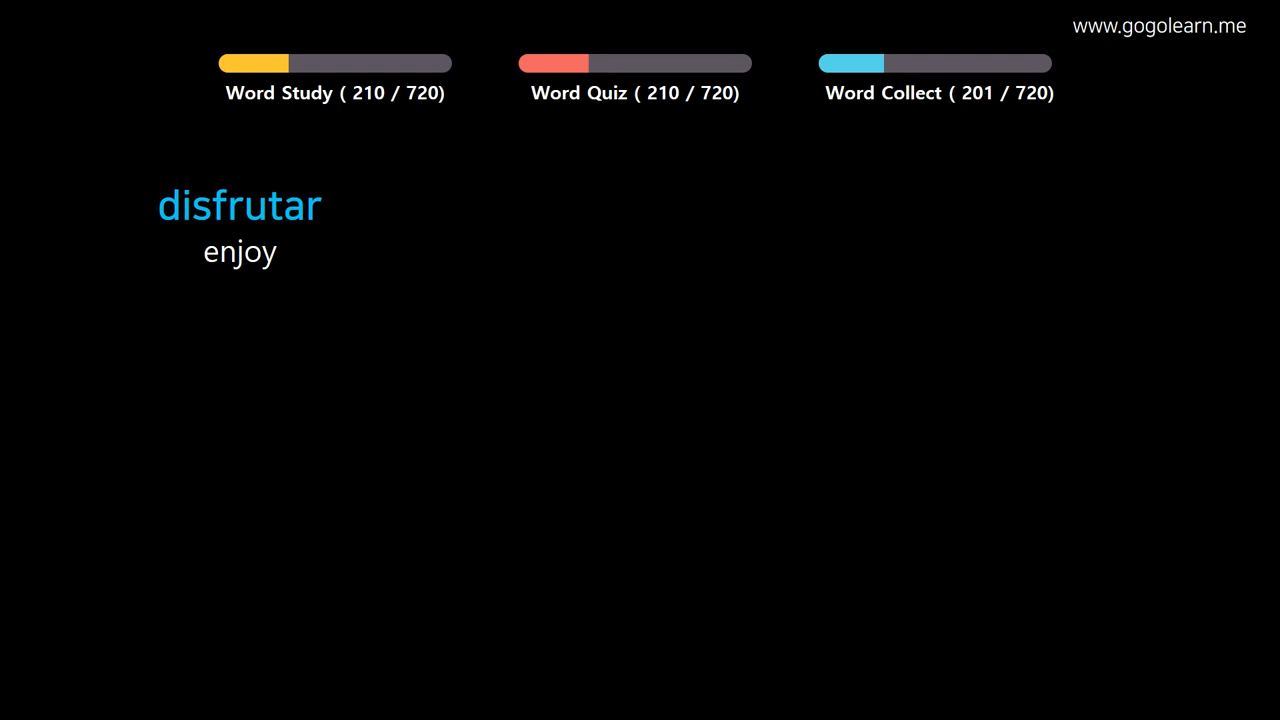 www.gogolearn.me
Word Study ( 210 / 720)
Word Quiz ( 210 / 720)
Word Collect ( 201 / 720)
disfrutar
enjoy